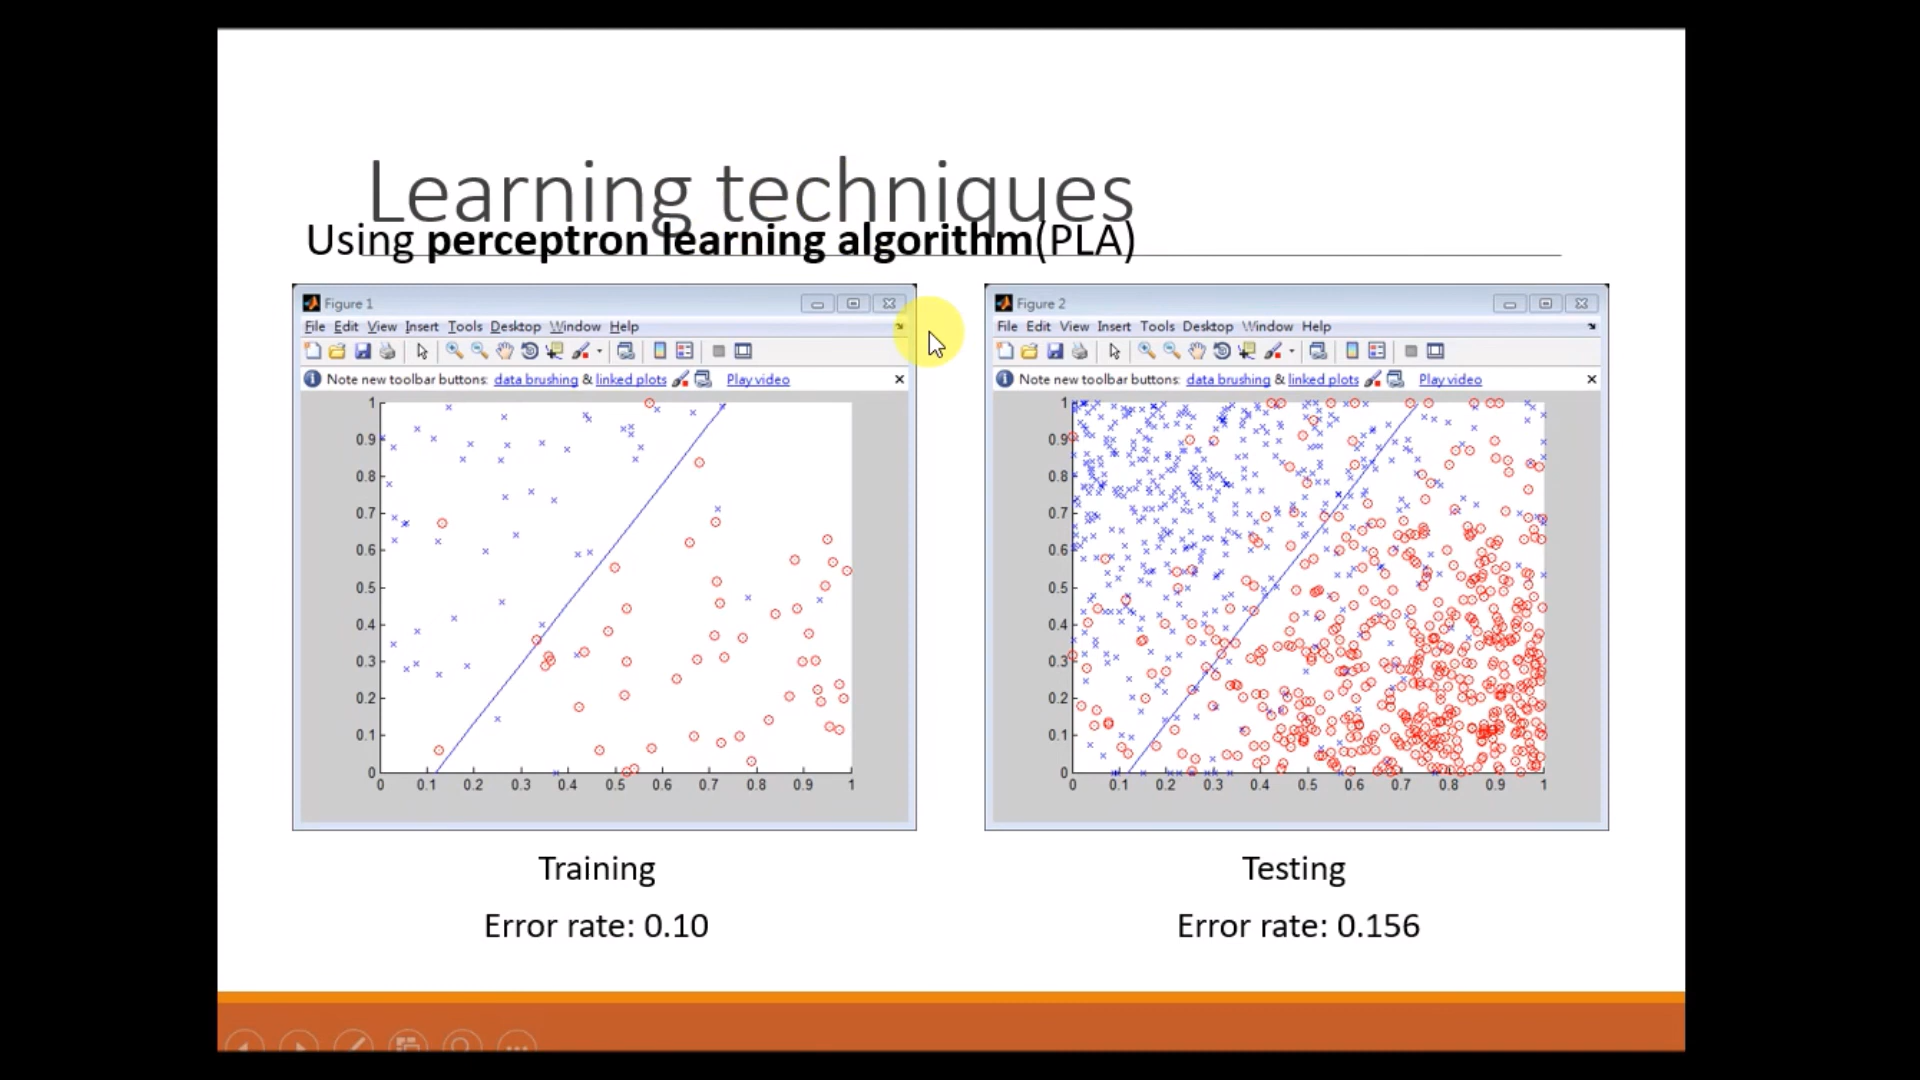 Learning techniques
Using perceptron learning algorithm(PLA)
Figure 1
File Edit View Insert Tools Desktop Window Help
Note new toolbar buttons: data brushing & linked plots Play video
1
0.9
0.8
0.7
0.6
0.5
0.4
0.3
0.2
0.1
0
0 0.1 0.2 0.3 0.4 0.5 0.6 0.7 0.8 0.9 1
Training
Error rate: 0.10
Figure 2
File Edit View Insert Tools Desktop Window Help
Note new toolbar buttons: data brushing & linked plots Play video
1
0.9
0.8
0.7
0.6
0.5
0.4
0.3
0.2
0.1
0
0 0.1 0.2 0.3 0.4 0.5 0.6 0.7 0.8 0.9 1
Testing
Error rate: 0.156